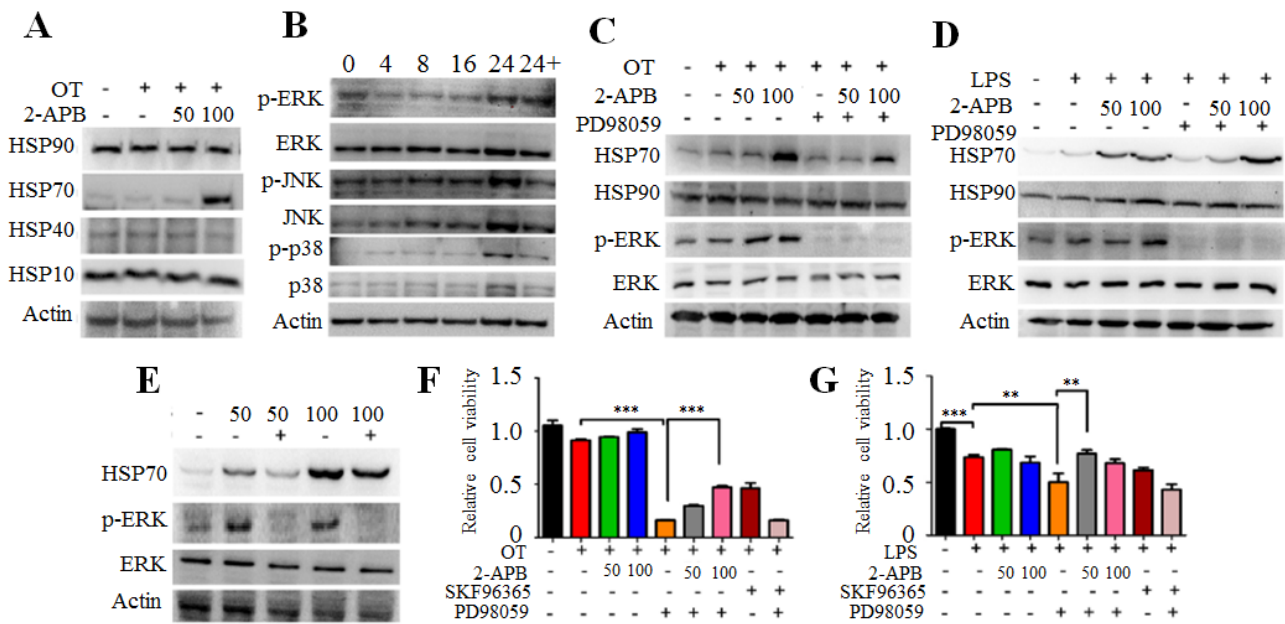 A
OT - + + +
2-APB 50 100
HSP90
HSP70
HSP40
HSP10
Actin
B
0 4 8 16 24 24+
p-ERK
ERK
p-JNK
JNK
p-p38
p38
Actin
C
OT - + + + + + +
2-APB 50 100 50 100
PD98059 + + +
HSP70
HSP90
p-ERK
ERK
Actin
D
LPS - + + + + + +
2-APB 50 100 50 100
PD98059 + + +
HSP70
HSP90
p-ERK
ERK
Actin
E
- 50 50 100 100
- - + - +
HSP70
p-ERK
ERK
Actin
F
Relative cell viability
1.5
1.0
0.5
0
*** ***
OT - + + + + + + + +
2-APB 50 100 50 100
SKF96365 + +
PD98059 - + + + +
G
Relative cell viability
1.5
1.0
0.5
0
*** ** **
LPS - + + + + + + + +
2-APB 50 100 50 100
SKF96365 + +
PD98059 - + + + +